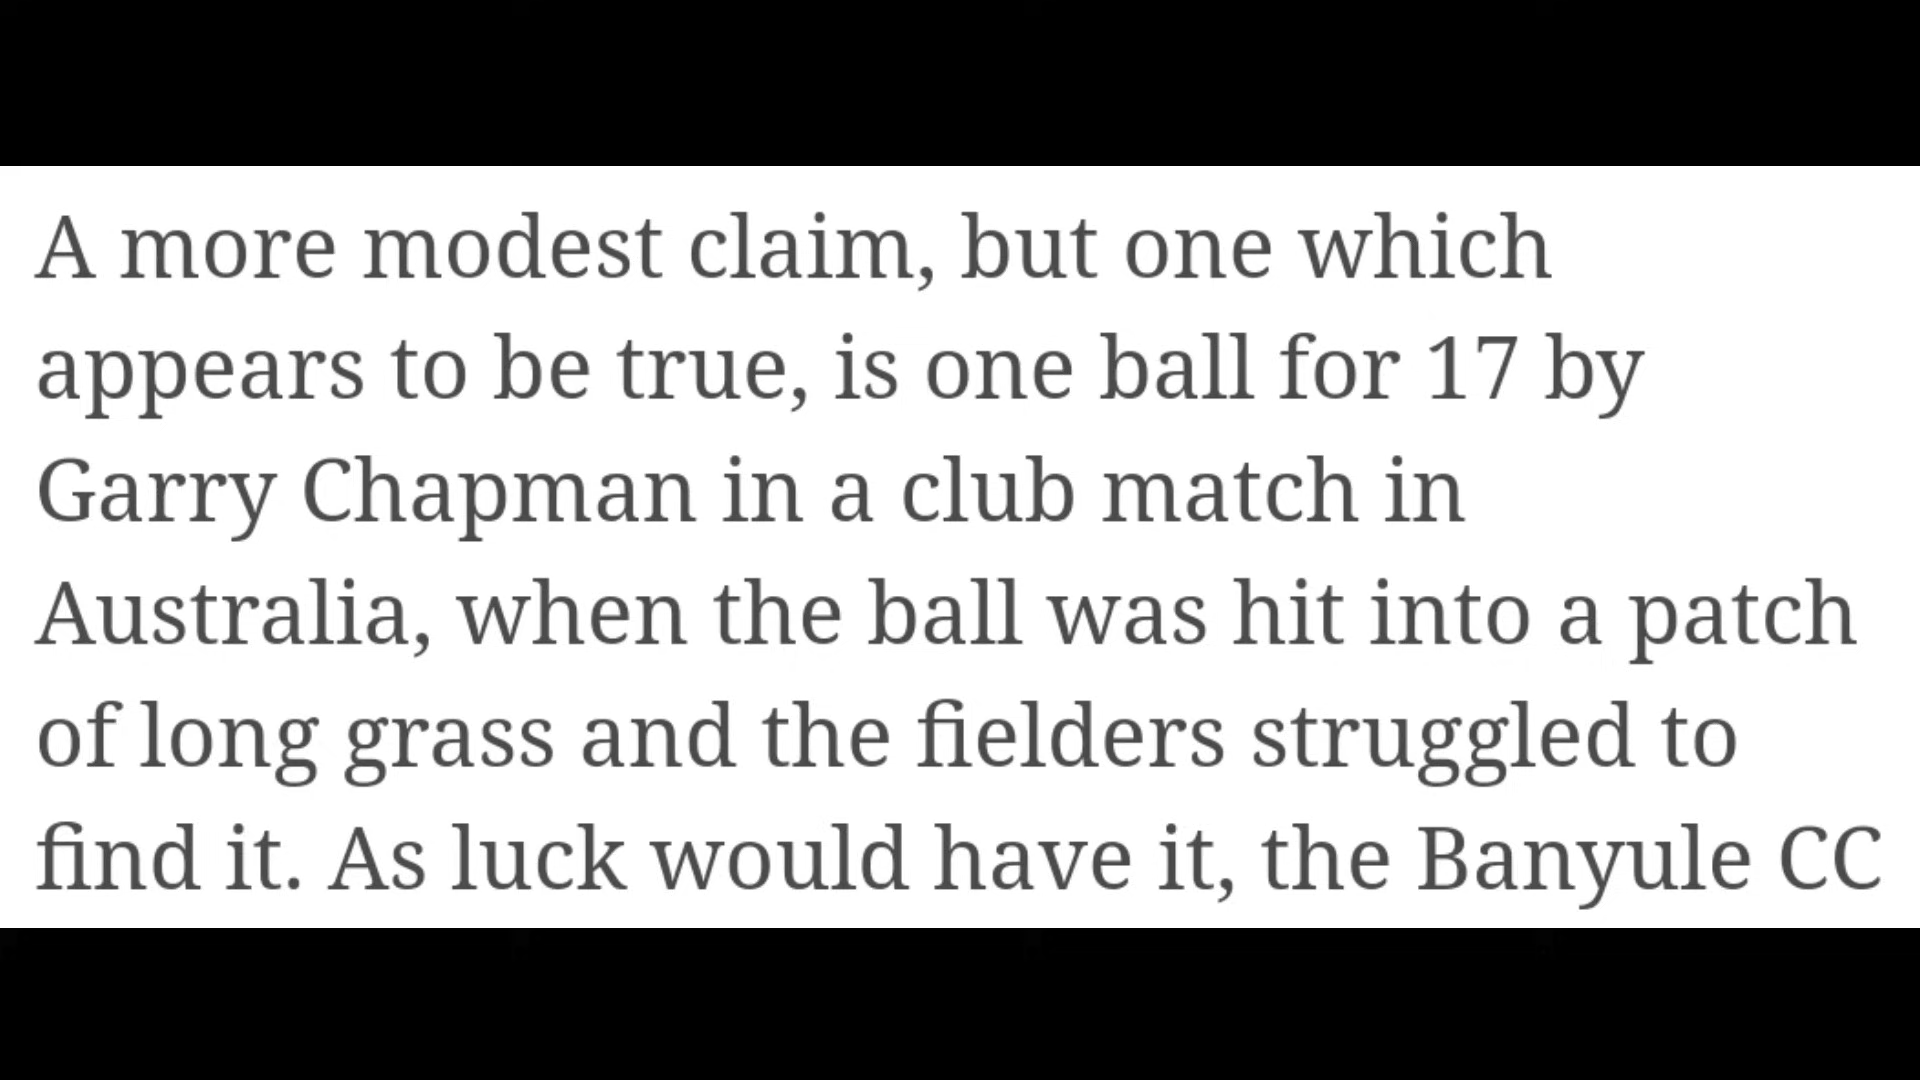 A more modest claim, but one which
appears to be true, is one ball for 17 by
Garry Chapman in a club match in
Australia, when the ball was hit into a patch
of long grass and the fielders struggled to
find it. As luck would have it, the Banyule CC